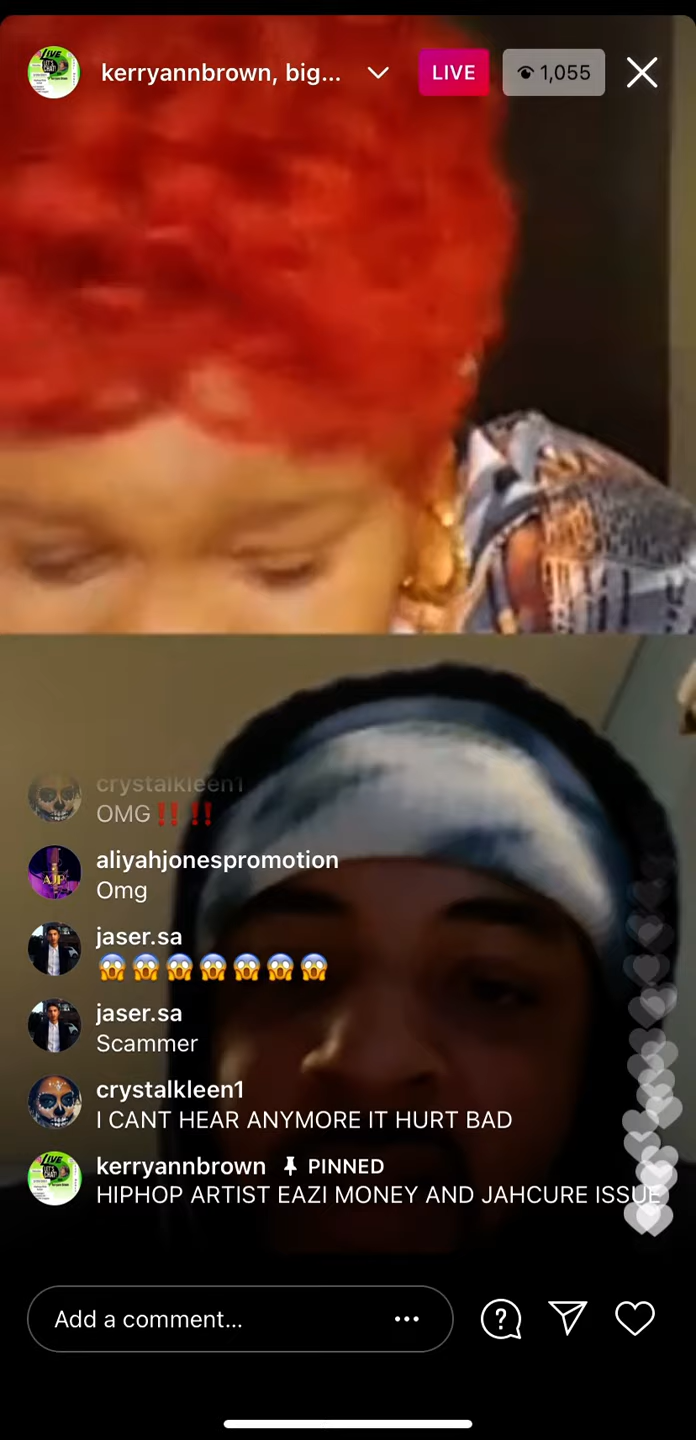 kerryannbrown, big...
LIVE
1,055
crystalkleen1
OMG‼️ ‼️
aliyahjonespromotion
Omg
jaser.sa
😱😱😱😱😱😱😱
jaser.sa
Scammer
crystalkleen1
I CANT HEAR ANYMORE IT HURT BAD
kerryannbrown PINNED
HIPHOP ARTIST EAZI MONEY AND JAHCURE ISSUE
Add a comment...